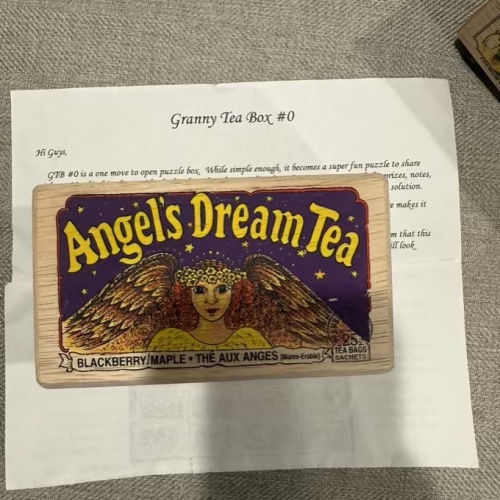 Granny Tea Box #0
Hi Guys,
GTB #0 is a one move to open puzzle box. While simple enough, it becomes a super fun puzzle to share
prizes, notes,
solution.
makes it
that this
look
Angel's Dream Tea
BLACKBERRY/MAPLE • THÉ AUX ANGES (Mûres-Érable)
25
TEA BAGS
SACHETS